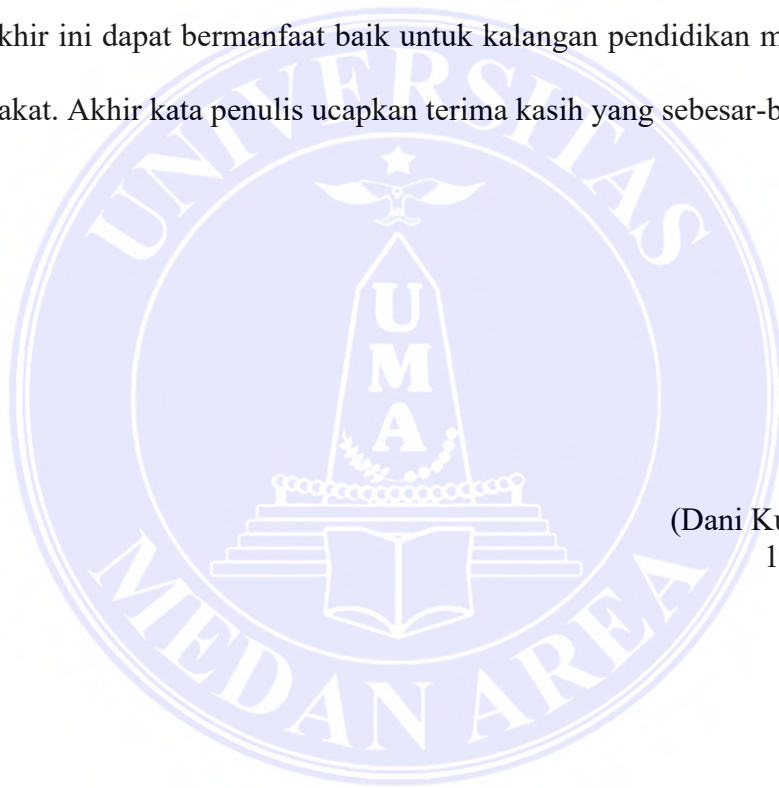 khir ini dapat bermanfaat baik untuk kalangan pendidikan m
akat. Akhir kata penulis ucapkan terima kasih yang sebesar-b
UNIVERSITAS
U
M
A
(Dani Ku
1
MEDAN AREA